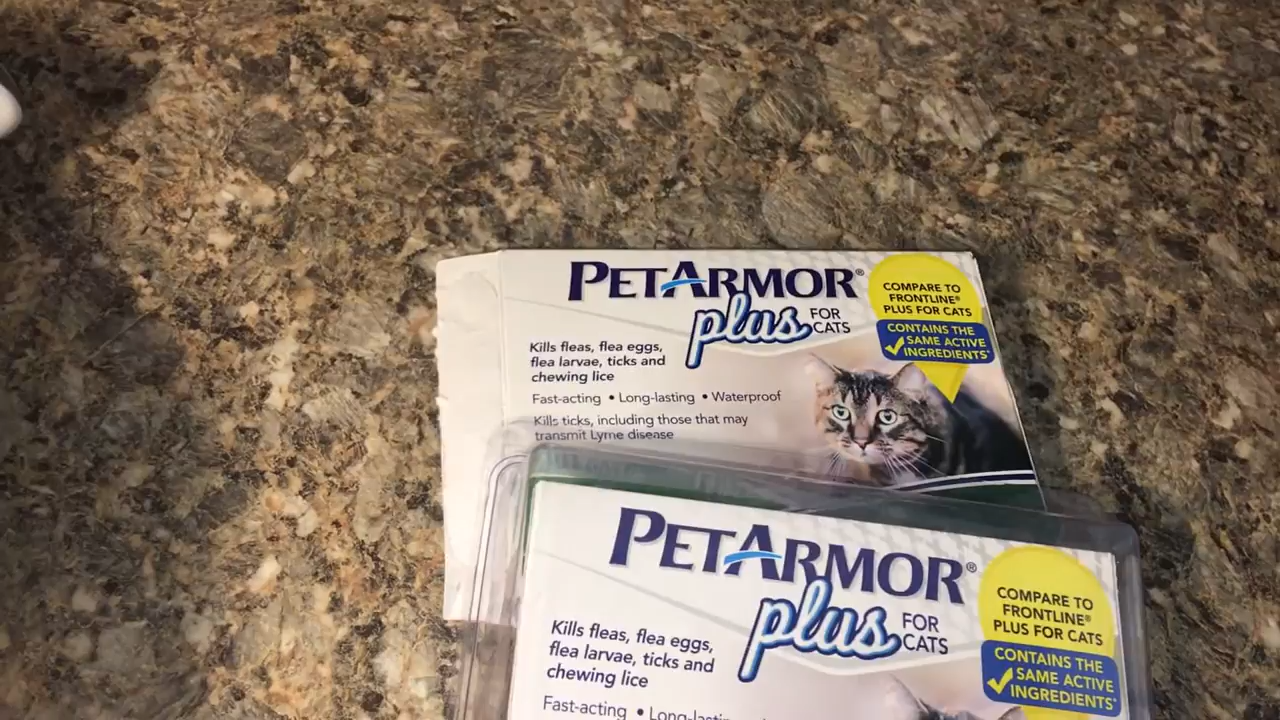 PETARMOR®
plus FOR CATS
COMPARE TO
FRONTLINE®
PLUS FOR CATS
CONTAINS THE
SAME ACTIVE
INGREDIENTS*
Kills fleas, flea eggs,
flea larvae, ticks and
chewing lice
Fast-acting • Long-lasting • Waterproof
Kills ticks, including those that may
transmit Lyme disease
PETARMOR®
plus FOR CATS
COMPARE TO
FRONTLINE®
PLUS FOR CATS
CONTAINS THE
SAME ACTIVE
INGREDIENTS*
Kills fleas, flea eggs,
flea larvae, ticks and
chewing lice
Fast-acting •